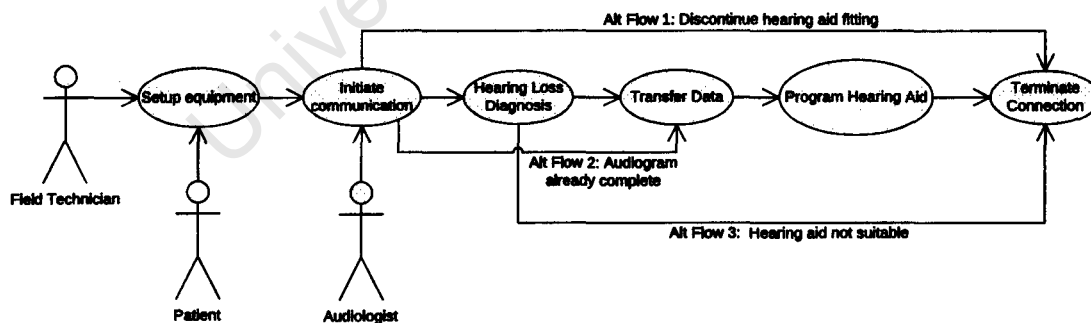 Alt Flow 1: Discontinue hearing aid fitting
Setup equipment
Initiate
communication
Hearing Loss
Diagnosis
Transfer Data
Program Hearing Aid
Terminate
Connection
Alt Flow 2: Audiogram
already complete
Field Technician
Alt Flow 3: Hearing aid not suitable
Patient
Audiologist